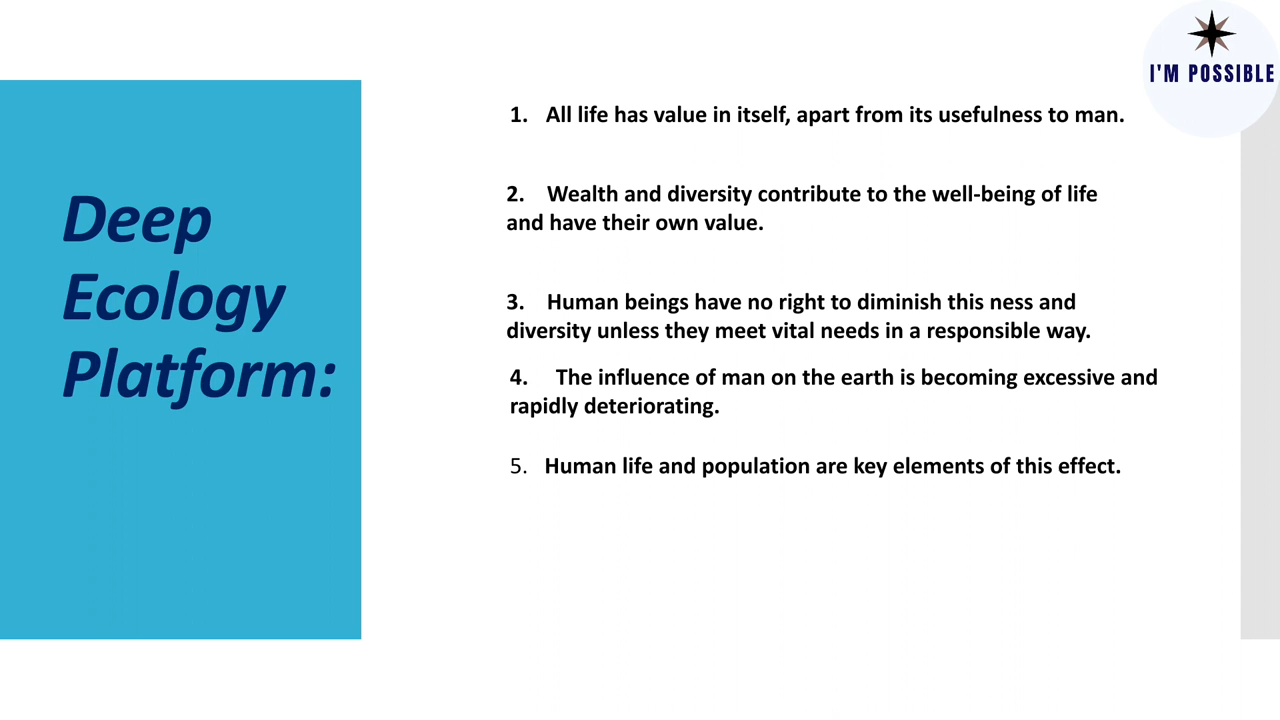 I'M POSSIBLE
Deep
Ecology
Platform:
1. All life has value in itself, apart from its usefulness to man.
2. Wealth and diversity contribute to the well-being of life
and have their own value.
3. Human beings have no right to diminish this ness and
diversity unless they meet vital needs in a responsible way.
4. The influence of man on the earth is becoming excessive and
rapidly deteriorating.
5. Human life and population are key elements of this effect.